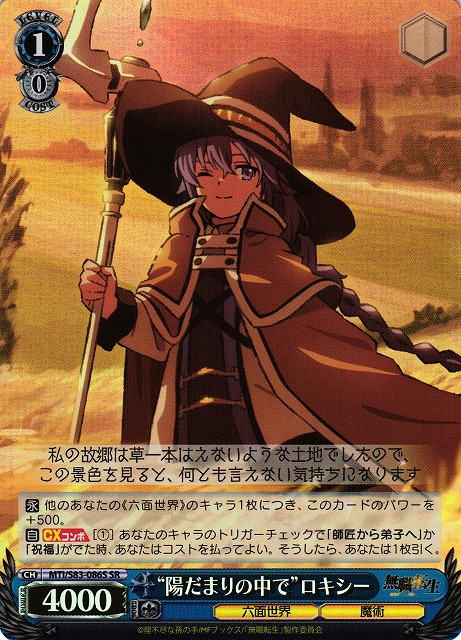 LEVEL
1
0
COST
私の故郷は草一本はえないような土地でしたので、
この景色を見ると、何とも言えない気持ちになります
永 他のあなたの《六面世界》のキャラ1枚につき、このカードのパワーを
+500。
自 CXコンボ [①] あなたのキャラのトリガーチェックで「師匠から弟子へ」か
「祝福」がでた時、あなたはコストを払ってよい。そうしたら、あなたは1枚引く。
CH MTI/S83-086S SR
4000
“陽だまりの中で”ロキシー
無職転生
六面世界 魔術
©理不尽な孫の手/MFブックス/「無職転生」製作委員会